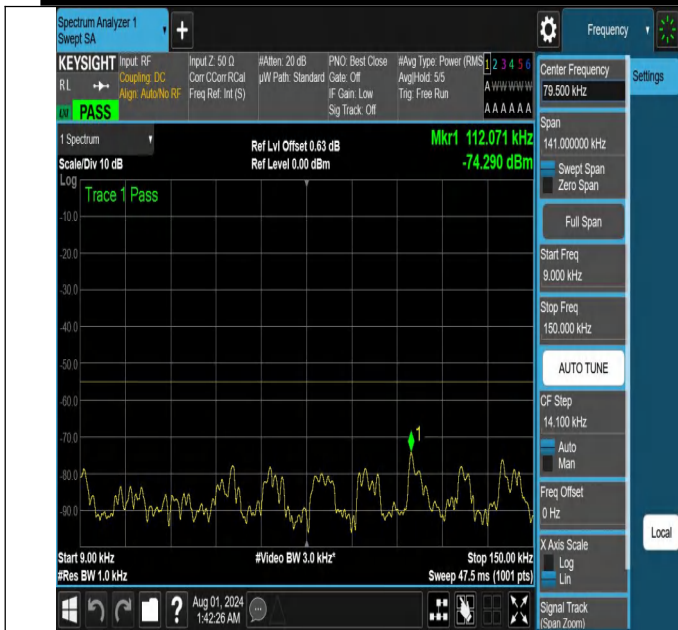 Spectrum Analyzer 1
Swept SA
+
Frequency
KEYSIGHT
Input: RF
Coupling: DC
Align: Auto/No RF
Input Z: 50 Ω
Corr CCorr RCal
Freq Ref: Int (S)
#Atten: 20 dB
µW Path: Standard
PNO: Best Close
Gate: Off
IF Gain: Low
Sig Track: Off
#Avg Type: Power (RMS
Avg|Hold: 5/5
Trig: Free Run
1 2 3 4 5 6
A W W W W W
A A A A A A
R L
PASS
1 Spectrum
Scale/Div 10 dB
Ref Lvl Offset 0.63 dB
Ref Level 0.00 dBm
Mkr1 112.071 kHz
-74.290 dBm
Log
Trace 1 Pass
-10.0
-20.0
-30.0
-40.0
-50.0
-60.0
-70.0
-80.0
-90.0
1
Start 9.00 kHz
#Res BW 1.0 kHz
#Video BW 3.0 kHz*
Stop 150.00 kHz
Sweep 47.5 ms (1001 pts)
?
Aug 01, 2024
1:42:26 AM
Center Frequency
79.500 kHz
Settings
Span
141.000000 kHz
Swept Span
Zero Span
Full Span
Start Freq
9.000 kHz
Stop Freq
150.000 kHz
AUTO TUNE
CF Step
14.100 kHz
Auto
Man
Freq Offset
0 Hz
Local
X Axis Scale
Log
Lin
Signal Track
(Span Zoom)